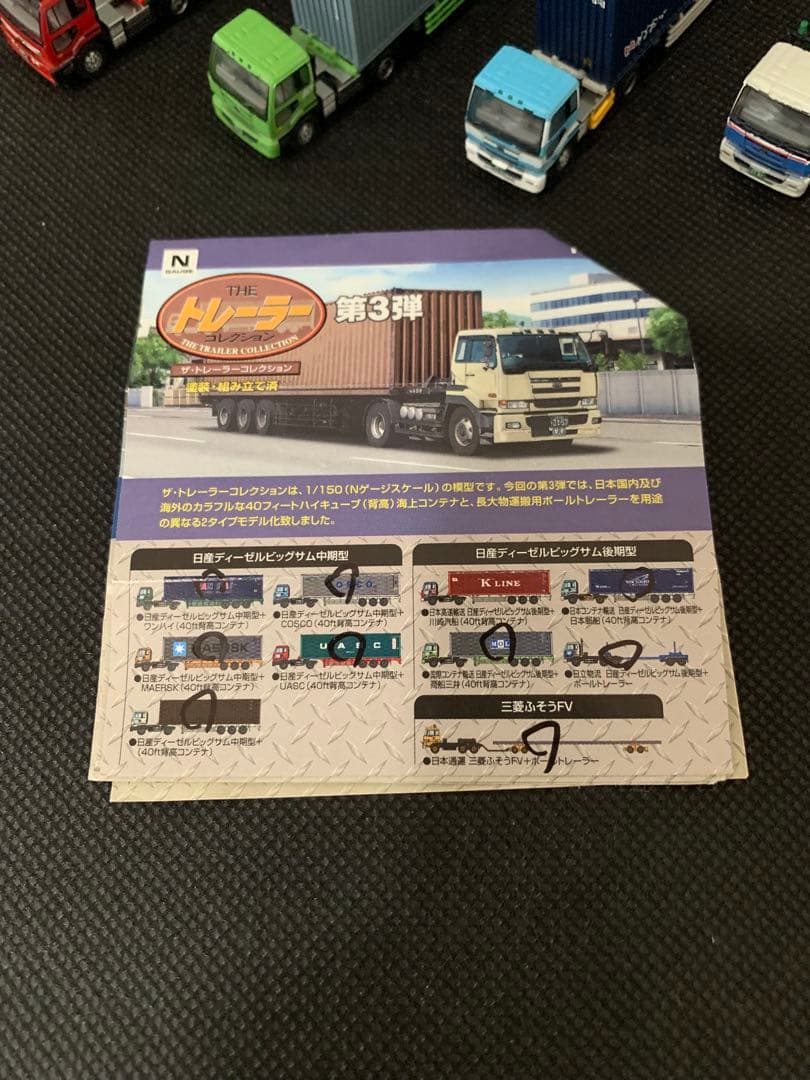 N
GAUGE
THE
トレーラー
コレクション
THE TRAILER COLLECTION
第3弾
ザ・トレーラーコレクション
塗装・組み立て済
ザ・トレーラーコレクションは、1/150(Nゲージスケール)の模型です。今回の第3弾では、日本国内及び
海外のカラフルな40フィートハイキューブ(背高)海上コンテナと、長大物運搬用ポールトレーラーを用途
の異なる2タイプモデル化致しました。
日産ディーゼルビッグサム中期型
●日産ディーゼルビッグサム中期型+
ワンハイ(40ft背高コンテナ)
COSCO
●日産ディーゼルビッグサム中期型+
COSCO(40ft背高コンテナ)
MAERSK
●日産ディーゼルビッグサム中期型+
MAERSK(40ft背高コンテナ)
UASC
●日産ディーゼルビッグサム中期型+
UASC(40ft背高コンテナ)
●日産ディーゼルビッグサム中期型+
(40ft背高コンテナ)
日産ディーゼルビッグサム後期型
K LINE
●日本高速輸送 日産ディーゼルビッグサム後期型+
川崎汽船(40ft背高コンテナ)
●日本コンテナ輸送 日産ディーゼルビッグサム後期型+
日本郵船(40ft背高コンテナ)
MOL
●国際コンテナ輸送 日産ディーゼルビッグサム後期型+
商船三井(40ft背高コンテナ)
●日立物流 日産ディーゼルビッグサム後期型+
ポールトレーラー
三菱ふそうFV
●日本通運 三菱ふそうFV+ポールトレーラー